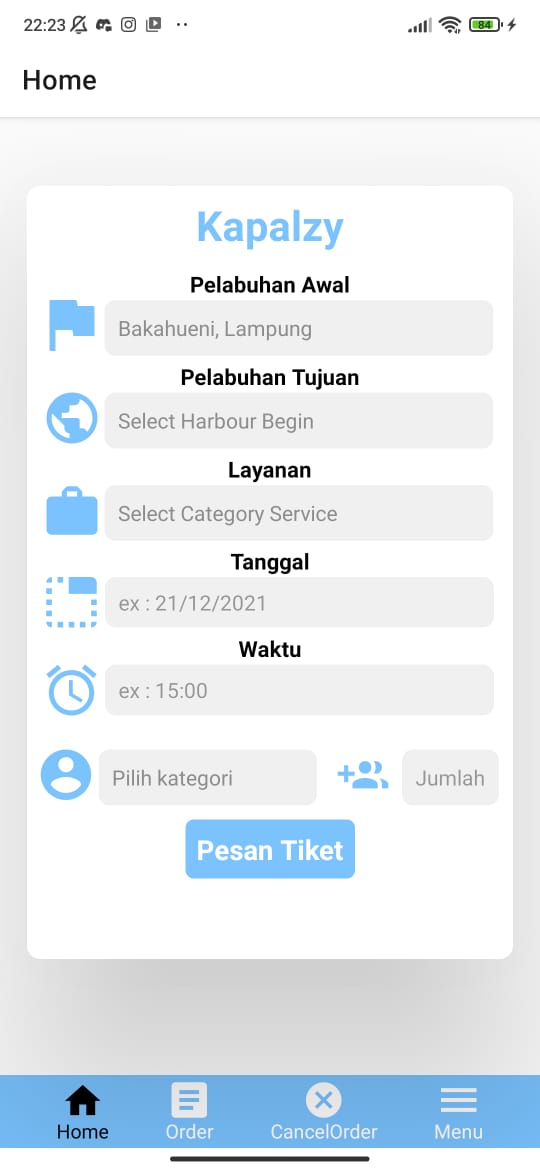 22:23
84
Home
Kapalzy
Pelabuhan Awal
Bakahueni, Lampung
Pelabuhan Tujuan
Select Harbour Begin
Layanan
Select Category Service
Tanggal
ex : 21/12/2021
Waktu
ex : 15:00
Pilih kategori
Jumlah
Pesan Tiket
Home
Order
CancelOrder
Menu